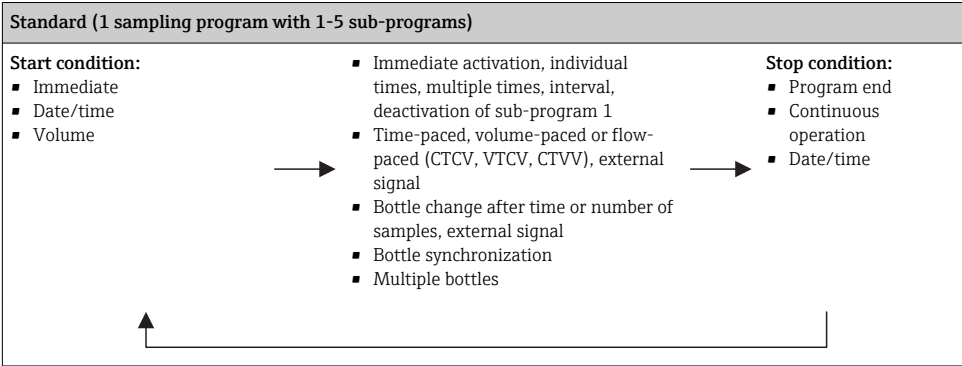 Standard (1 sampling program with 1-5 sub-programs)
Start condition:
▪ Immediate
▪ Date/time
▪ Volume
▪ Immediate activation, individual
times, multiple times, interval,
deactivation of sub-program 1
▪ Time-paced, volume-paced or flow-
paced (CTCV, VTCV, CTVV), external
signal
▪ Bottle change after time or number of
samples, external signal
▪ Bottle synchronization
▪ Multiple bottles
Stop condition:
▪ Program end
▪ Continuous
operation
▪ Date/time